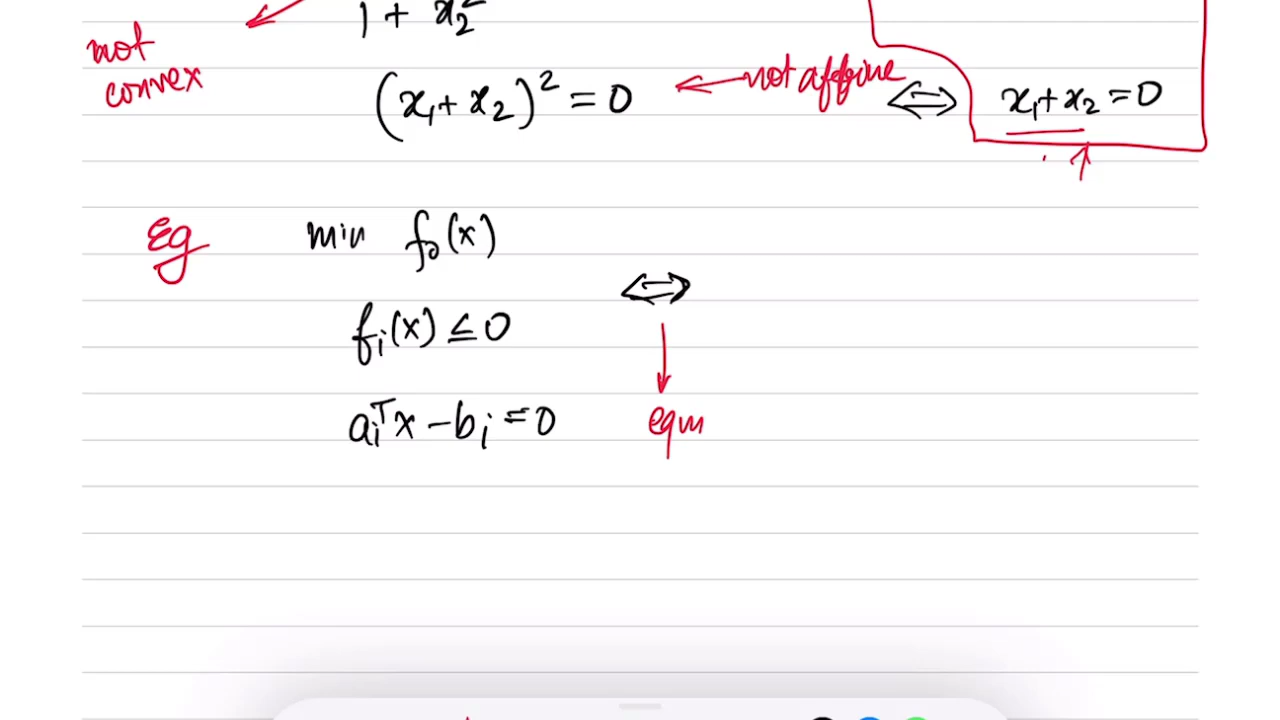 1 + x₂²
not
convex
(x₁+x₂)² = 0 ← not affine ⇔ x₁+x₂ = 0
Eg min f₀(x)
⇔
fᵢ(x) ≤ 0
aᵢᵀx − bᵢ = 0
equi